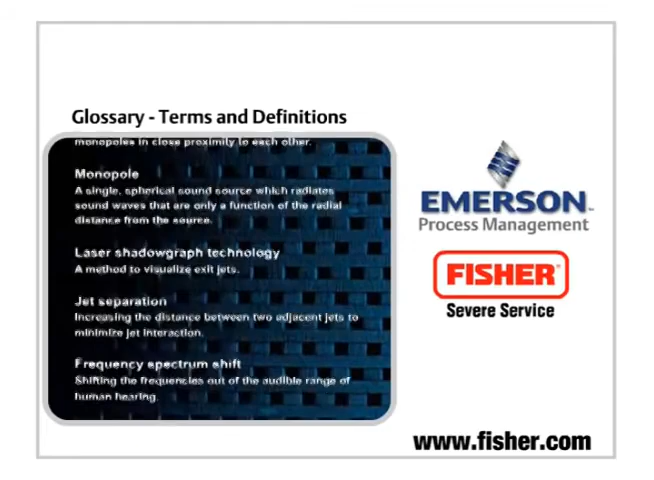 Glossary - Terms and Definitions
monopoles in close proximity to each other.
Monopole
A single, spherical sound source which radiates
sound waves that are only a function of the radial
distance from the source.
Laser shadowgraph technology
A method to visualize exit jets.
Jet separation
Increasing the distance between two adjacent jets to
minimize jet interaction.
Frequency spectrum shift
Shifting the frequencies out of the audible range of
human hearing.
EMERSON
Process Management
FISHER
Severe Service
www.fisher.com